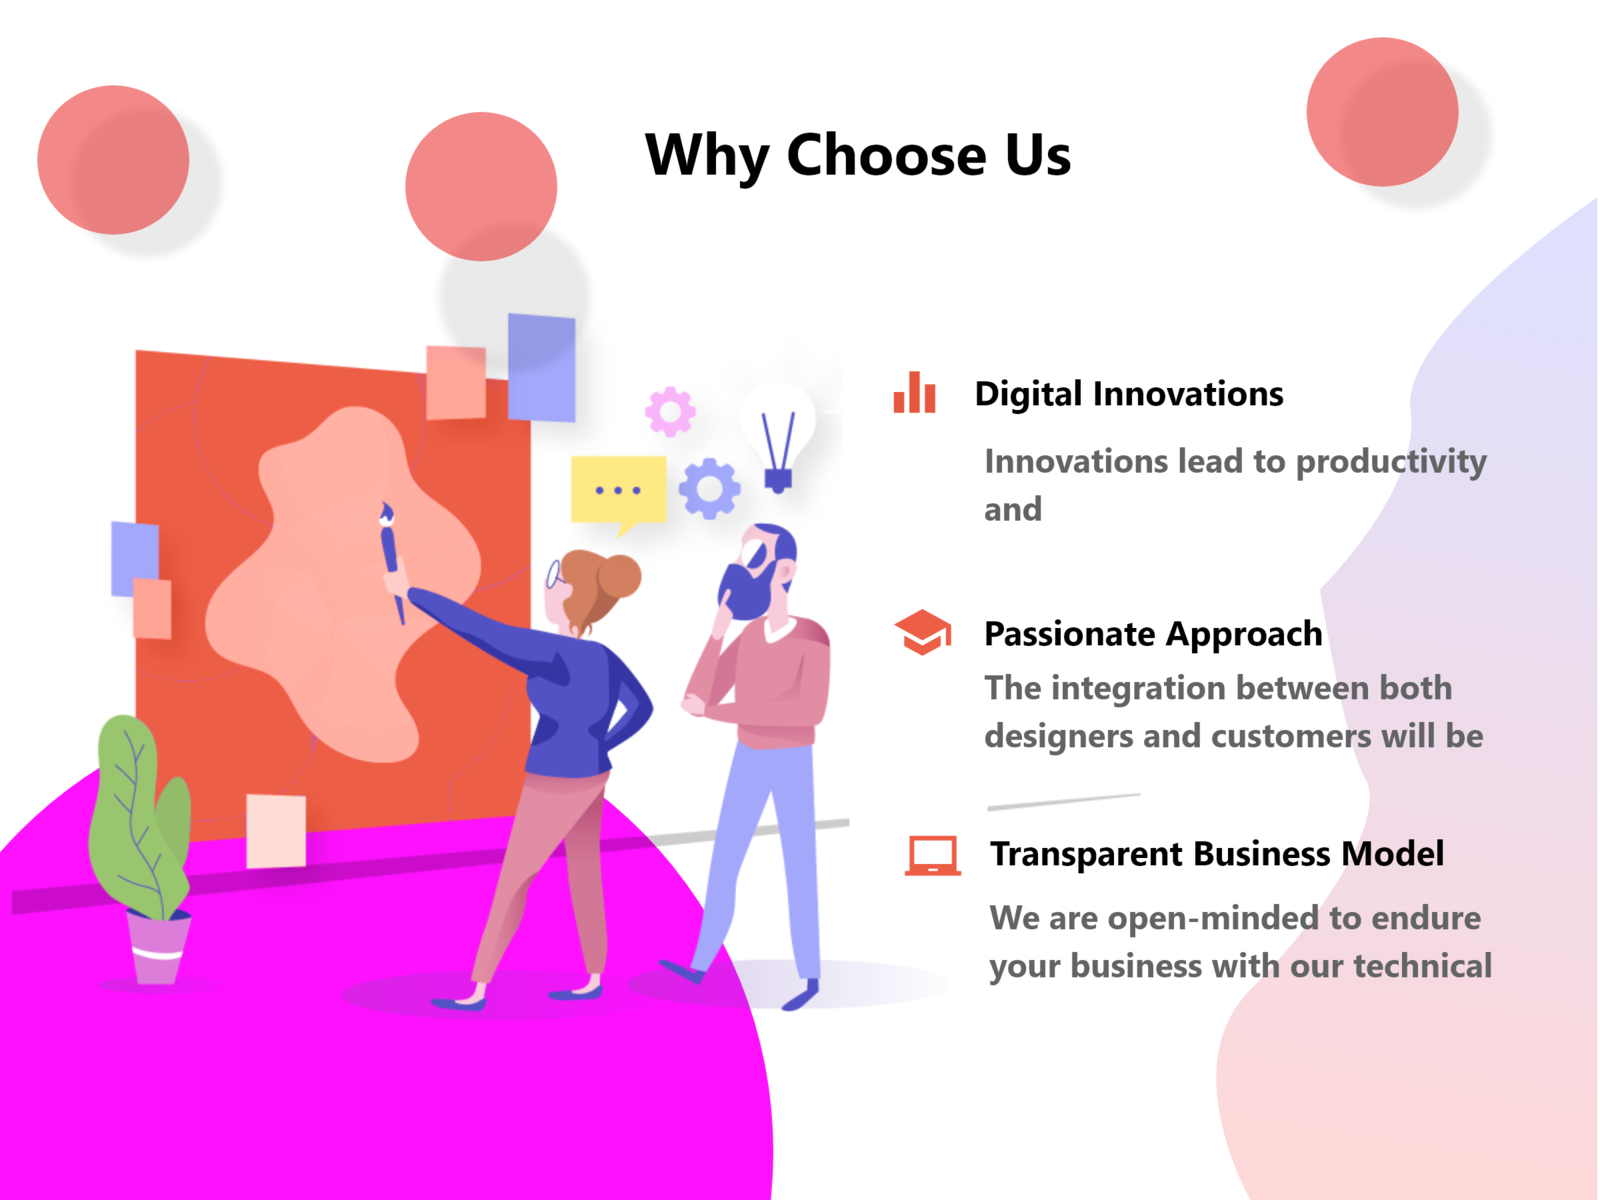 Why Choose Us
Digital Innovations
Innovations lead to productivity
and
Passionate Approach
The integration between both
designers and customers will be
Transparent Business Model
We are open-minded to endure
your business with our technical